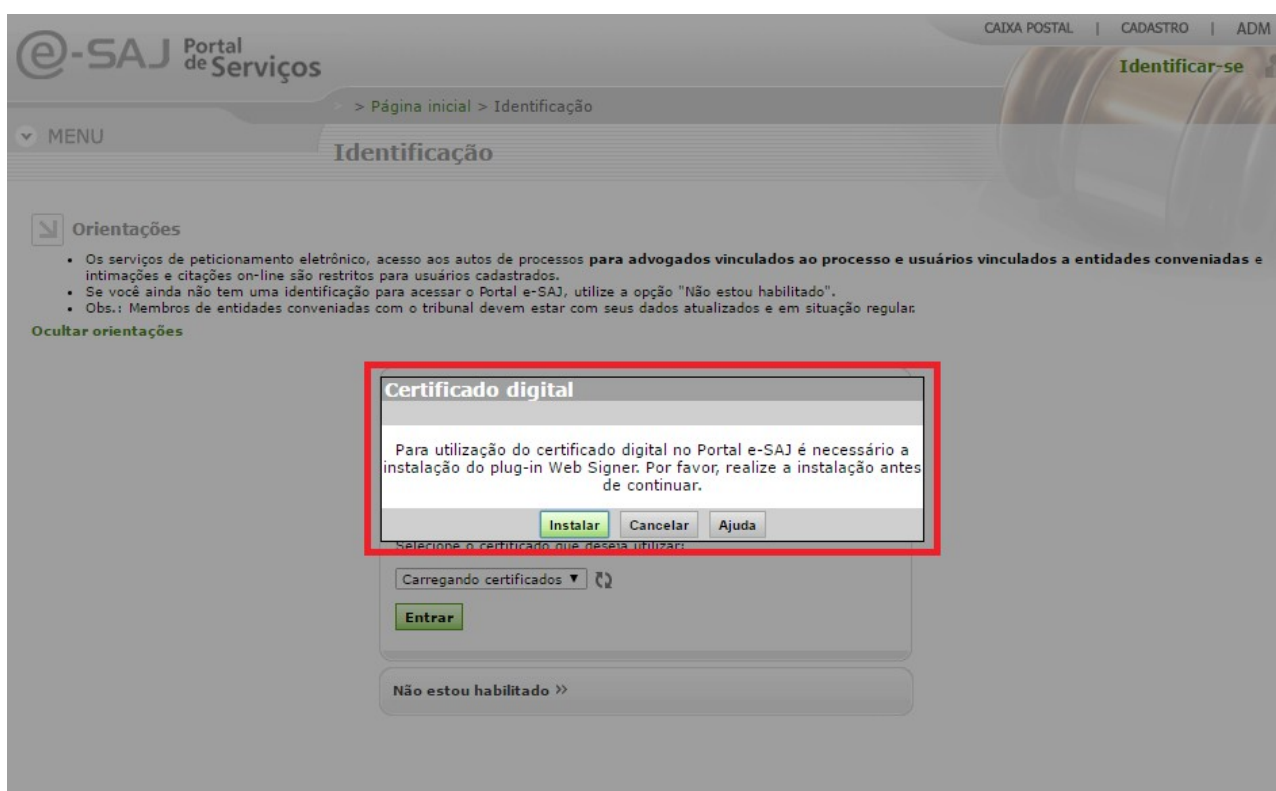 CAIXA POSTAL | CADASTRO | ADM
e-SAJ Portal de Serviços
Identificar-se
> Página inicial > Identificação
MENU
Identificação
Orientações
• Os serviços de peticionamento eletrônico, acesso aos autos de processos para advogados vinculados ao processo e usuários vinculados a entidades conveniadas e
intimações e citações on-line são restritos para usuários cadastrados.
• Se você ainda não tem uma identificação para acessar o Portal e-SAJ, utilize a opção "Não estou habilitado".
• Obs.: Membros de entidades conveniadas com o tribunal devem estar com seus dados atualizados e em situação regular.
Ocultar orientações
Certificado digital
Para utilização do certificado digital no Portal e-SAJ é necessário a
instalação do plug-in Web Signer. Por favor, realize a instalação antes
de continuar.
Instalar Cancelar Ajuda
Selecione o certificado que deseja utilizar:
Carregando certificados
Entrar
Não estou habilitado »